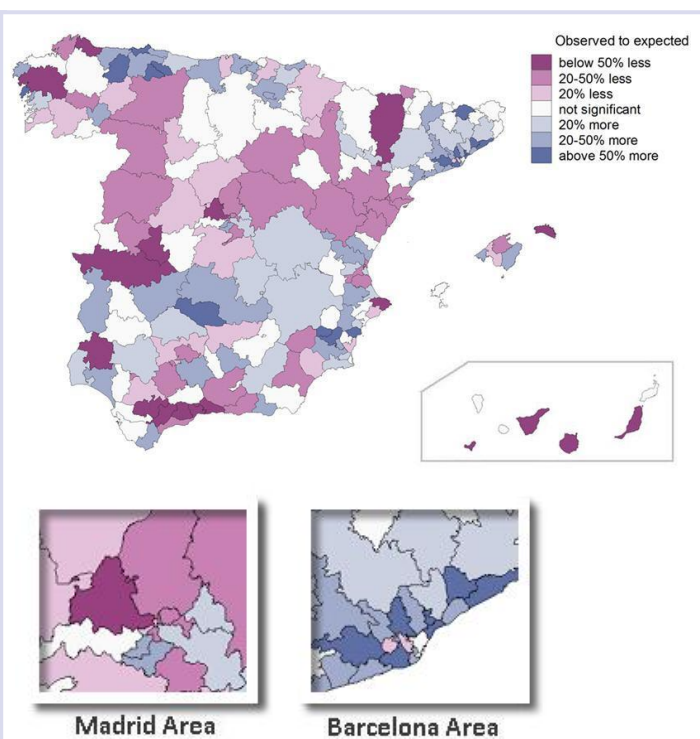 Observed to expected
below 50% less
20-50% less
20% less
not significant
20% more
20-50% more
above 50% more
Madrid Area
Barcelona Area